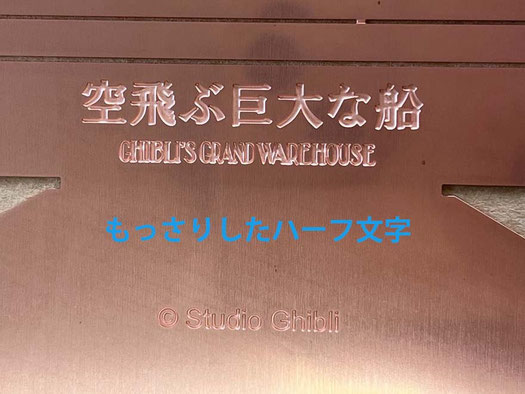 空飛ぶ巨大な船
GHIBLI'S GRAND WAREHOUSE
もっさりしたハーフ文字
© Studio Ghibli